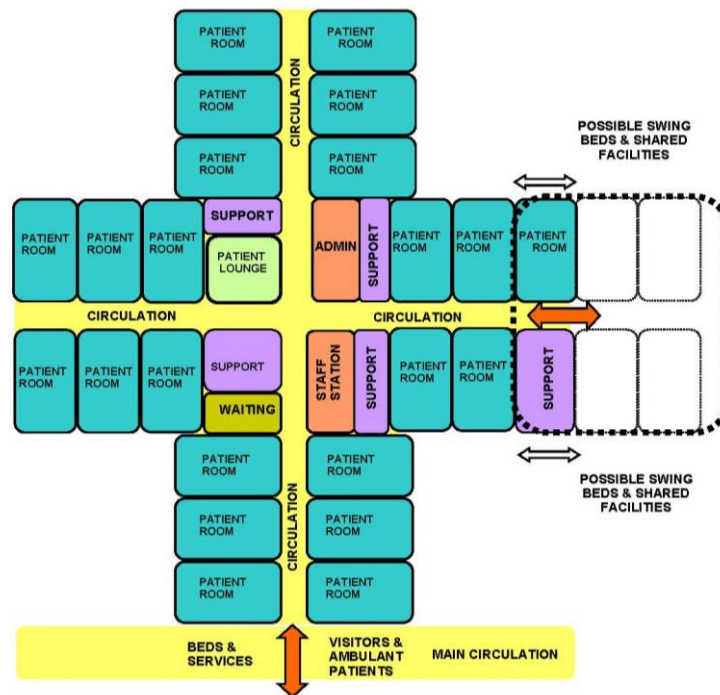 PATIENT
ROOM
PATIENT
ROOM
PATIENT
ROOM
PATIENT
ROOM
PATIENT
ROOM
PATIENT
ROOM
CIRCULATION
POSSIBLE SWING
BEDS & SHARED
FACILITIES
PATIENT
ROOM
PATIENT
ROOM
PATIENT
ROOM
SUPPORT
PATIENT
LOUNGE
ADMIN
SUPPORT
PATIENT
ROOM
PATIENT
ROOM
PATIENT
ROOM
CIRCULATION
CIRCULATION
PATIENT
ROOM
PATIENT
ROOM
PATIENT
ROOM
SUPPORT
WAITING
STAFF
STATION
SUPPORT
PATIENT
ROOM
PATIENT
ROOM
SUPPORT
PATIENT
ROOM
PATIENT
ROOM
PATIENT
ROOM
PATIENT
ROOM
PATIENT
ROOM
PATIENT
ROOM
CIRCULATION
POSSIBLE SWING
BEDS & SHARED
FACILITIES
BEDS &
SERVICES
VISITORS &
AMBULANT
PATIENTS
MAIN CIRCULATION